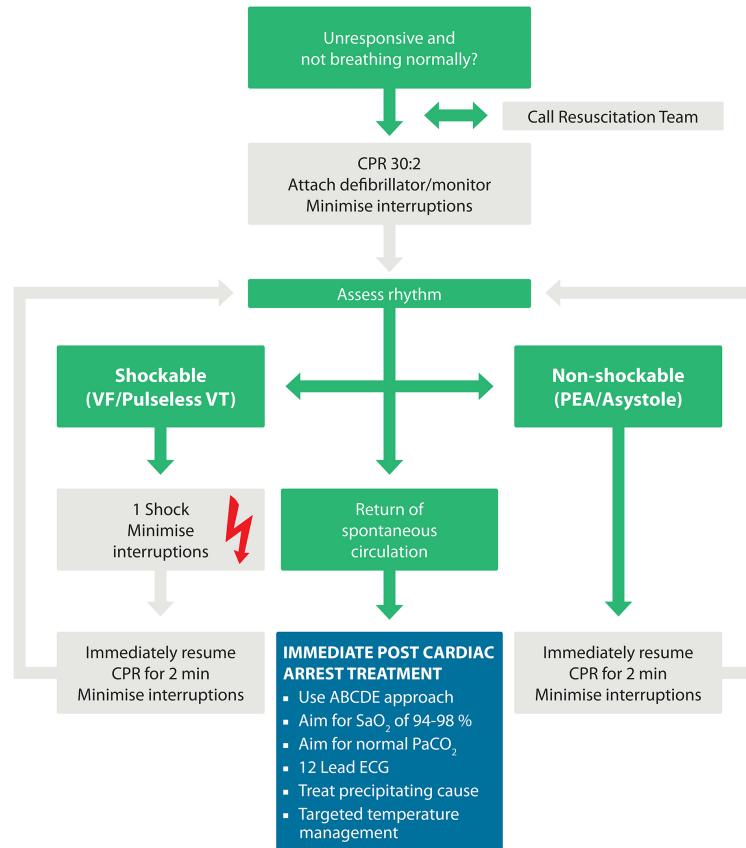 Unresponsive and
not breathing normally?
Call Resuscitation Team
CPR 30:2
Attach defibrillator/monitor
Minimise interruptions
Assess rhythm
Shockable
(VF/Pulseless VT)
Non-shockable
(PEA/Asystole)
1 Shock
Minimise
interruptions
Return of
spontaneous
circulation
Immediately resume
CPR for 2 min
Minimise interruptions
IMMEDIATE POST CARDIAC
ARREST TREATMENT
▪ Use ABCDE approach
▪ Aim for SaO₂ of 94-98 %
▪ Aim for normal PaCO₂
▪ 12 Lead ECG
▪ Treat precipitating cause
▪ Targeted temperature
management
Immediately resume
CPR for 2 min
Minimise interruptions